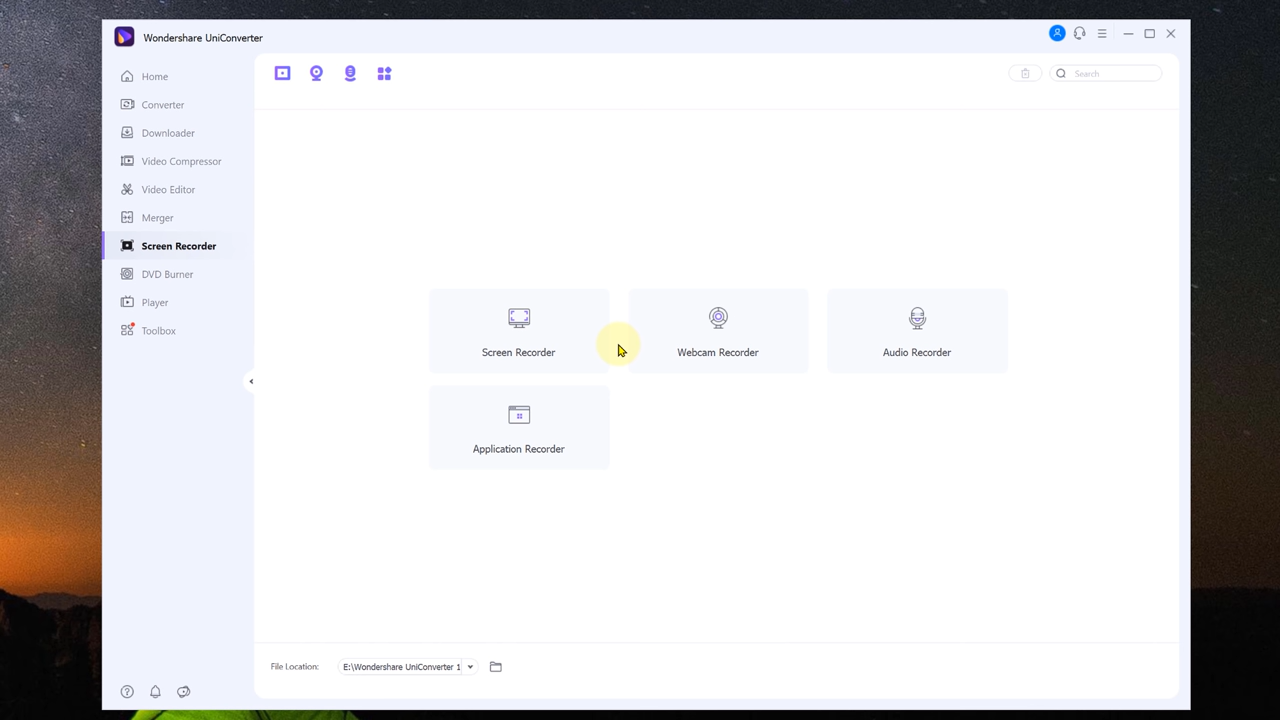 Wondershare UniConverter
Search
Home
Converter
Downloader
Video Compressor
Video Editor
Merger
Screen Recorder
DVD Burner
Player
Toolbox
Screen Recorder
Webcam Recorder
Audio Recorder
Application Recorder
File Location: E:\Wondershare UniConverter 1